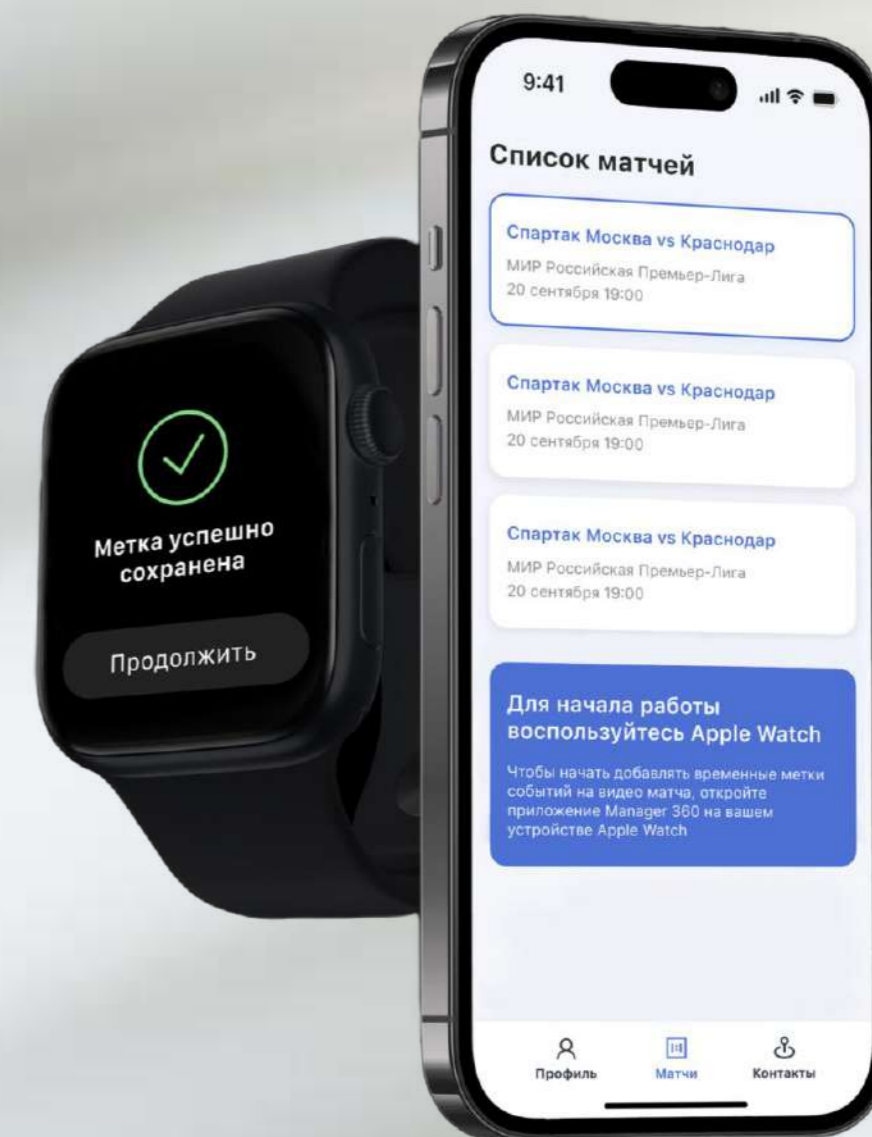 Метка успешно
сохранена
Продолжить
9:41
Список матчей
Спартак Москва vs Краснодар
МИР Российская Премьер-Лига
20 сентября 19:00
Спартак Москва vs Краснодар
МИР Российская Премьер-Лига
20 сентября 19:00
Спартак Москва vs Краснодар
МИР Российская Премьер-Лига
20 сентября 19:00
Для начала работы
воспользуйтесь Apple Watch
Чтобы начать добавлять временные метки
событий на видео матча, откройте
приложение Manager 360 на вашем
устройстве Apple Watch
Профиль
Матчи
Контакты